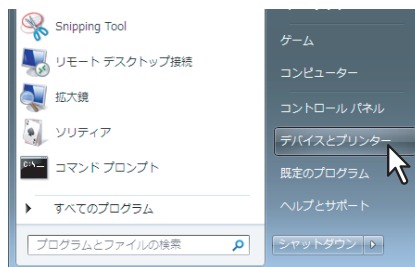 Snipping Tool
リモート デスクトップ接続
拡大鏡
ソリティア
コマンド プロンプト
すべてのプログラム
プログラムとファイルの検索
ゲーム
コンピューター
コントロール パネル
デバイスとプリンター
既定のプログラム
ヘルプとサポート
シャットダウン